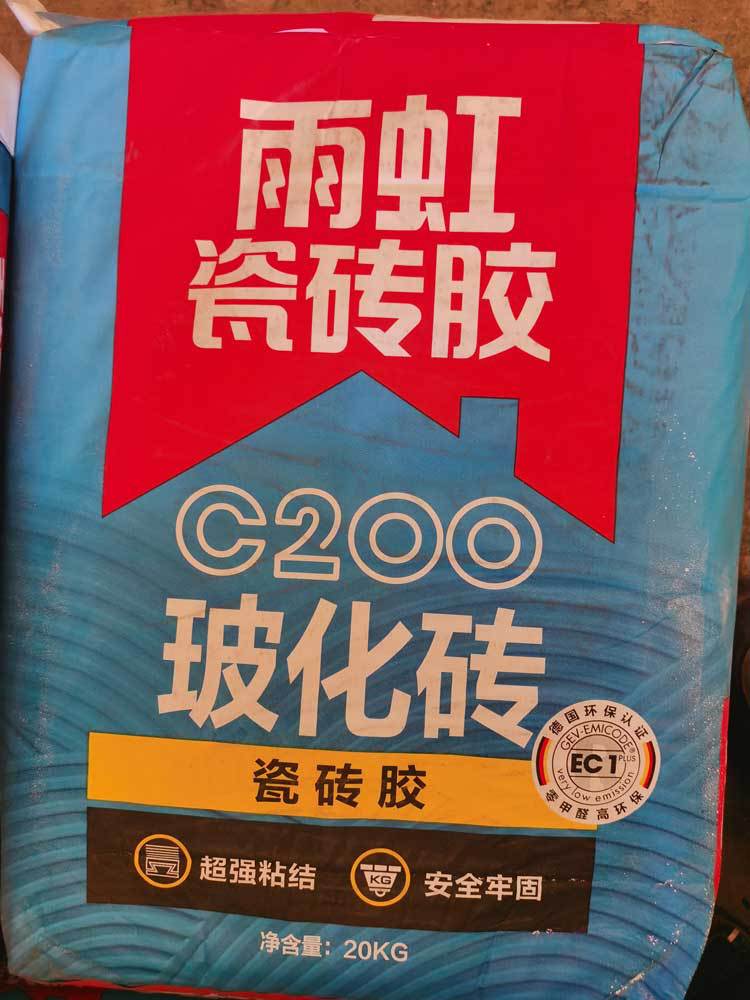 雨虹
瓷砖胶
C200
玻化砖
瓷砖胶
德国环保认证
GEV-EMICODE®
EC1PLUS
very low emission
零甲醛高环保
超强粘结
KG
安全牢固
净含量：20KG